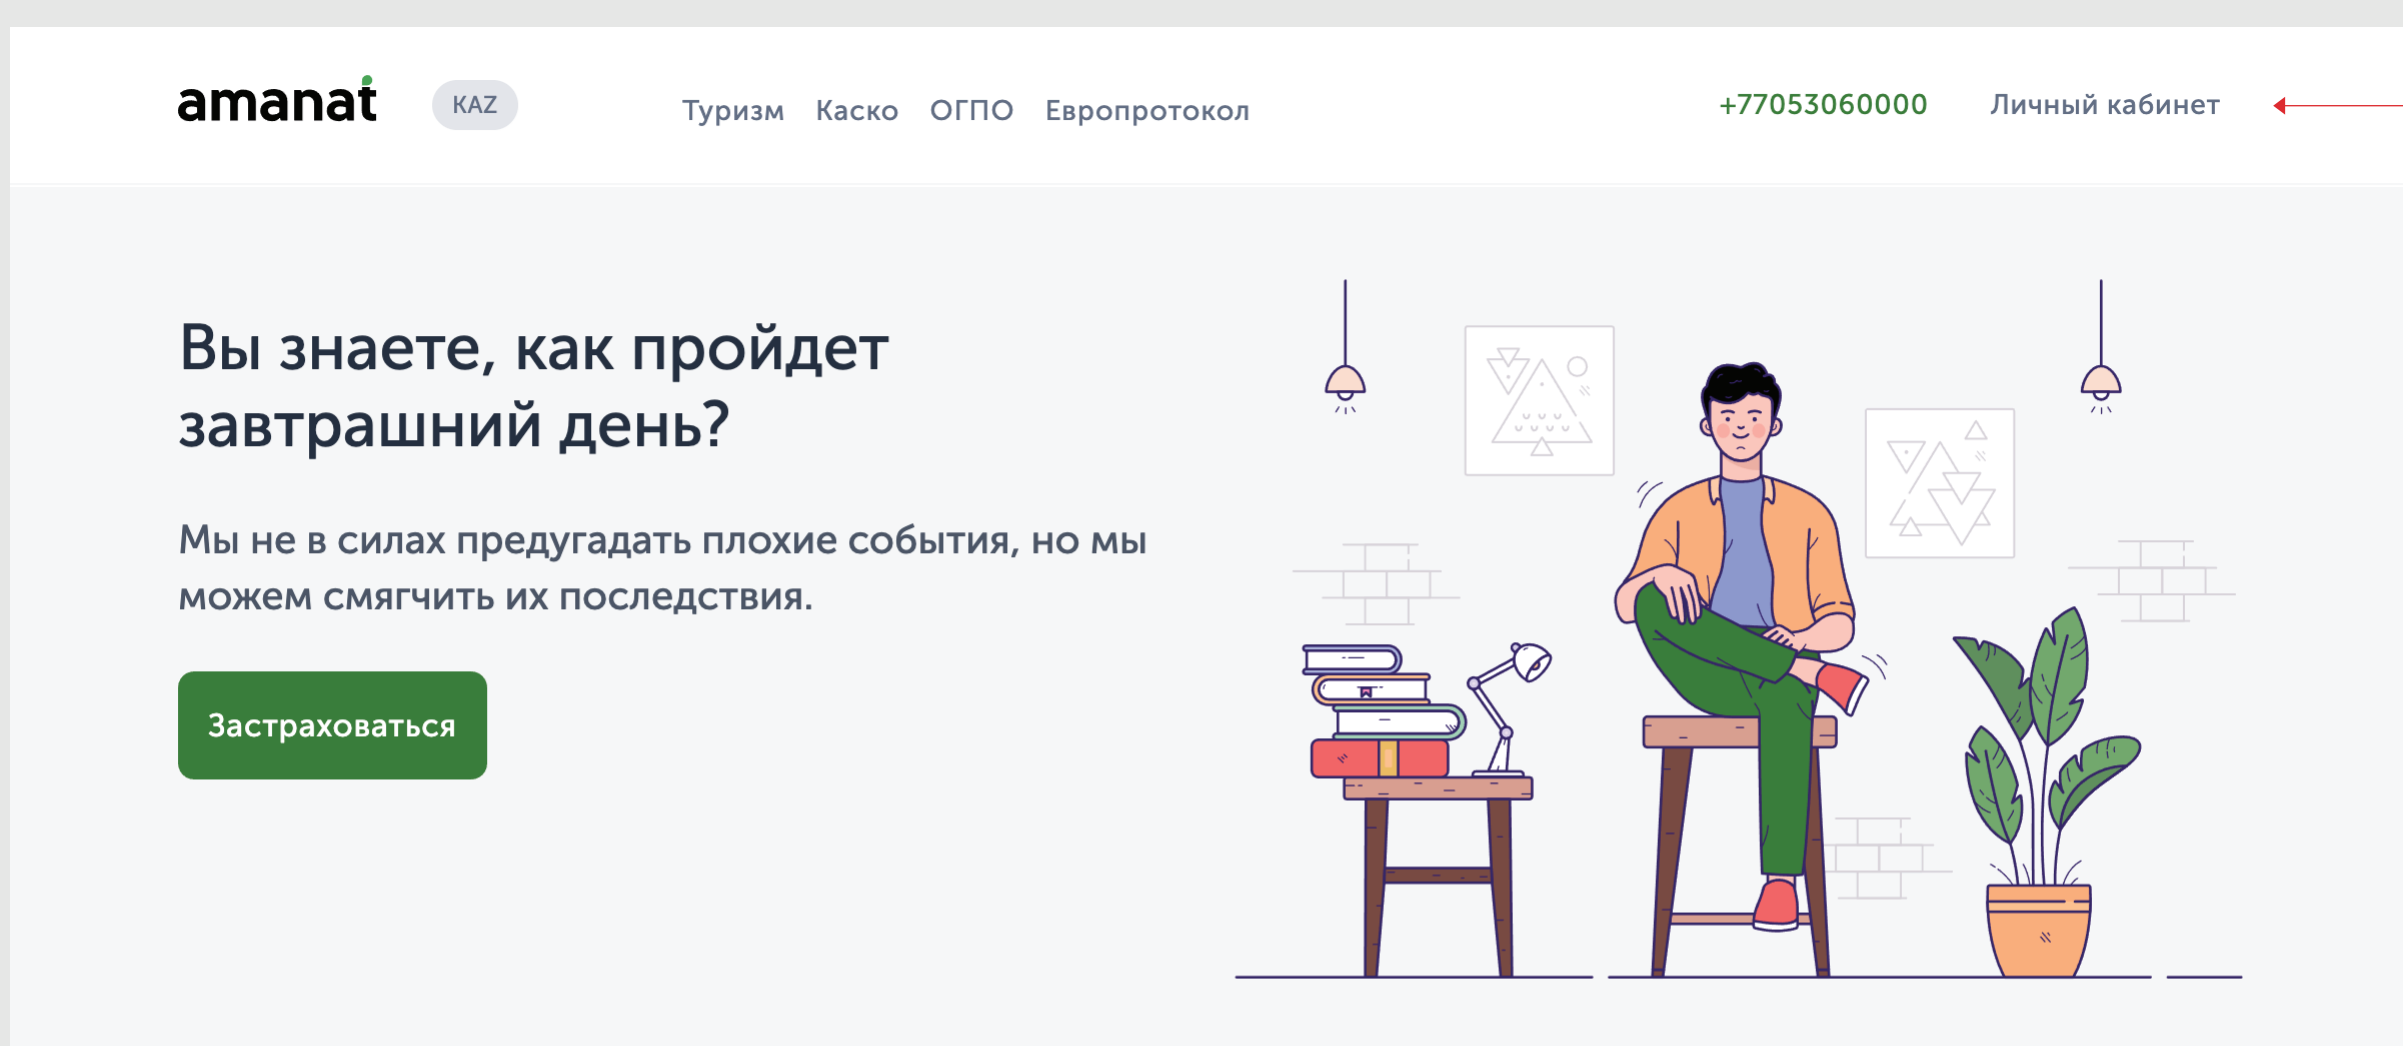 amanat
KAZ
Туризм Каско ОГПО Европротокол
+77053060000
Личный кабинет
Вы знаете, как пройдет
завтрашний день?
Мы не в силах предугадать плохие события, но мы
можем смягчить их последствия.
Застраховаться